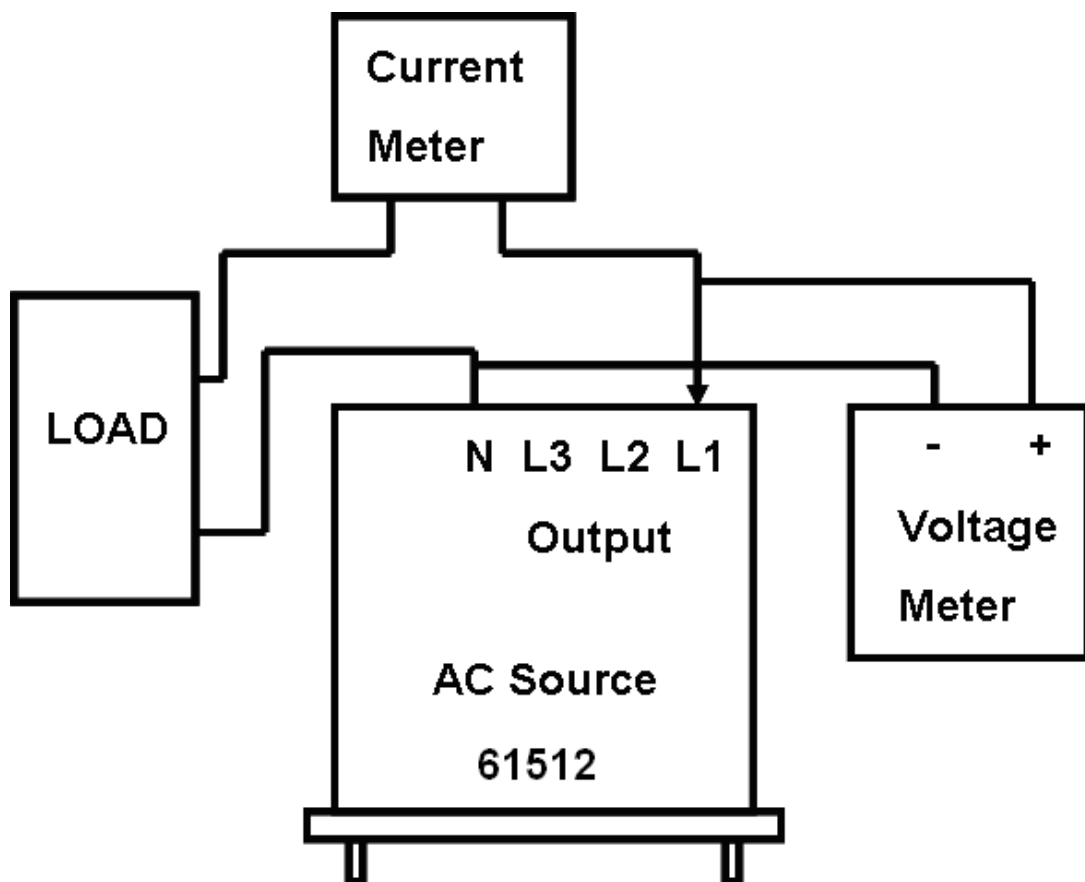 Current
Meter
LOAD
N L3 L2 L1
Output
AC Source
61512
- +
Voltage
Meter